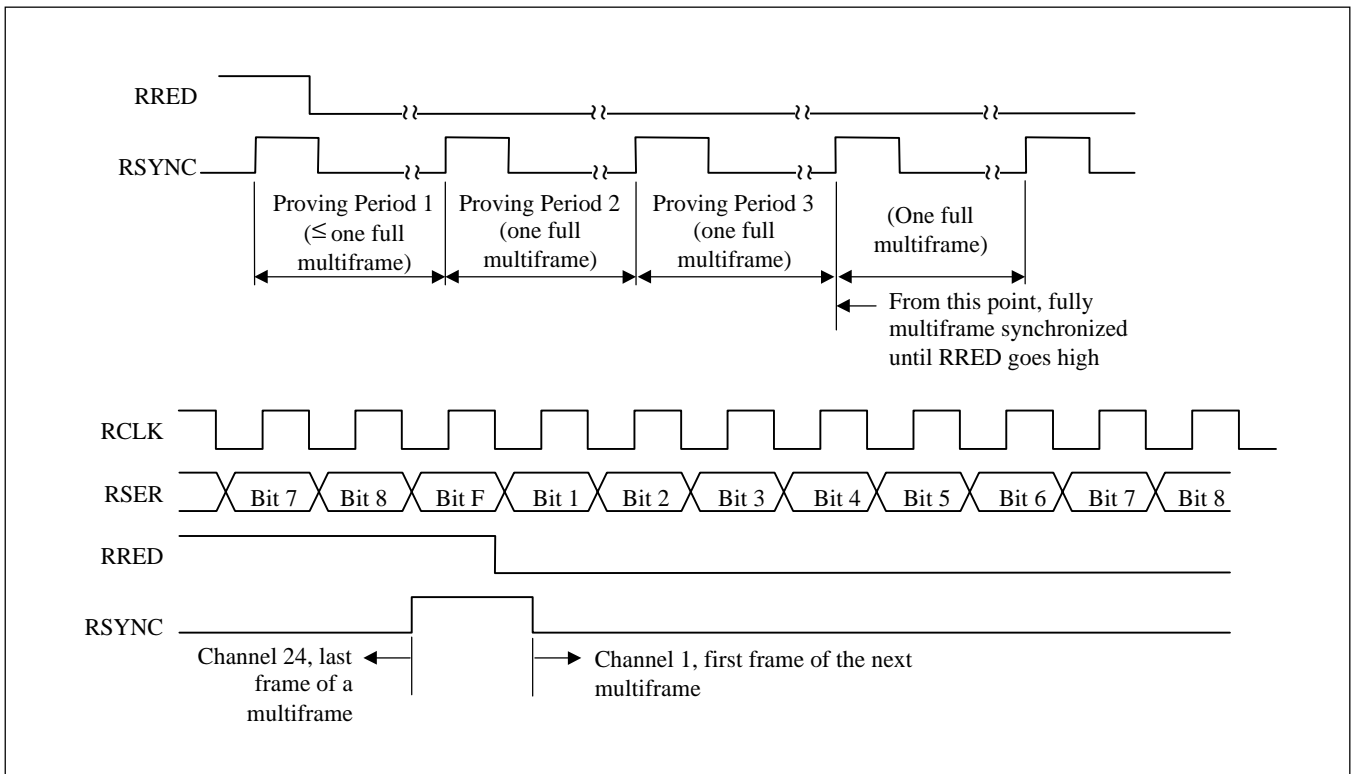 RRED
RSYNC
Proving Period 1
(≤ one full
multiframe)
Proving Period 2
(one full
multiframe)
Proving Period 3
(one full
multiframe)
(One full
multiframe)
From this point, fully
multiframe synchronized
until RRED goes high
RCLK
RSER
Bit 7 Bit 8 Bit F Bit 1 Bit 2 Bit 3 Bit 4 Bit 5 Bit 6 Bit 7 Bit 8
RRED
RSYNC
Channel 24, last
frame of a
multiframe
Channel 1, first frame of the next
multiframe